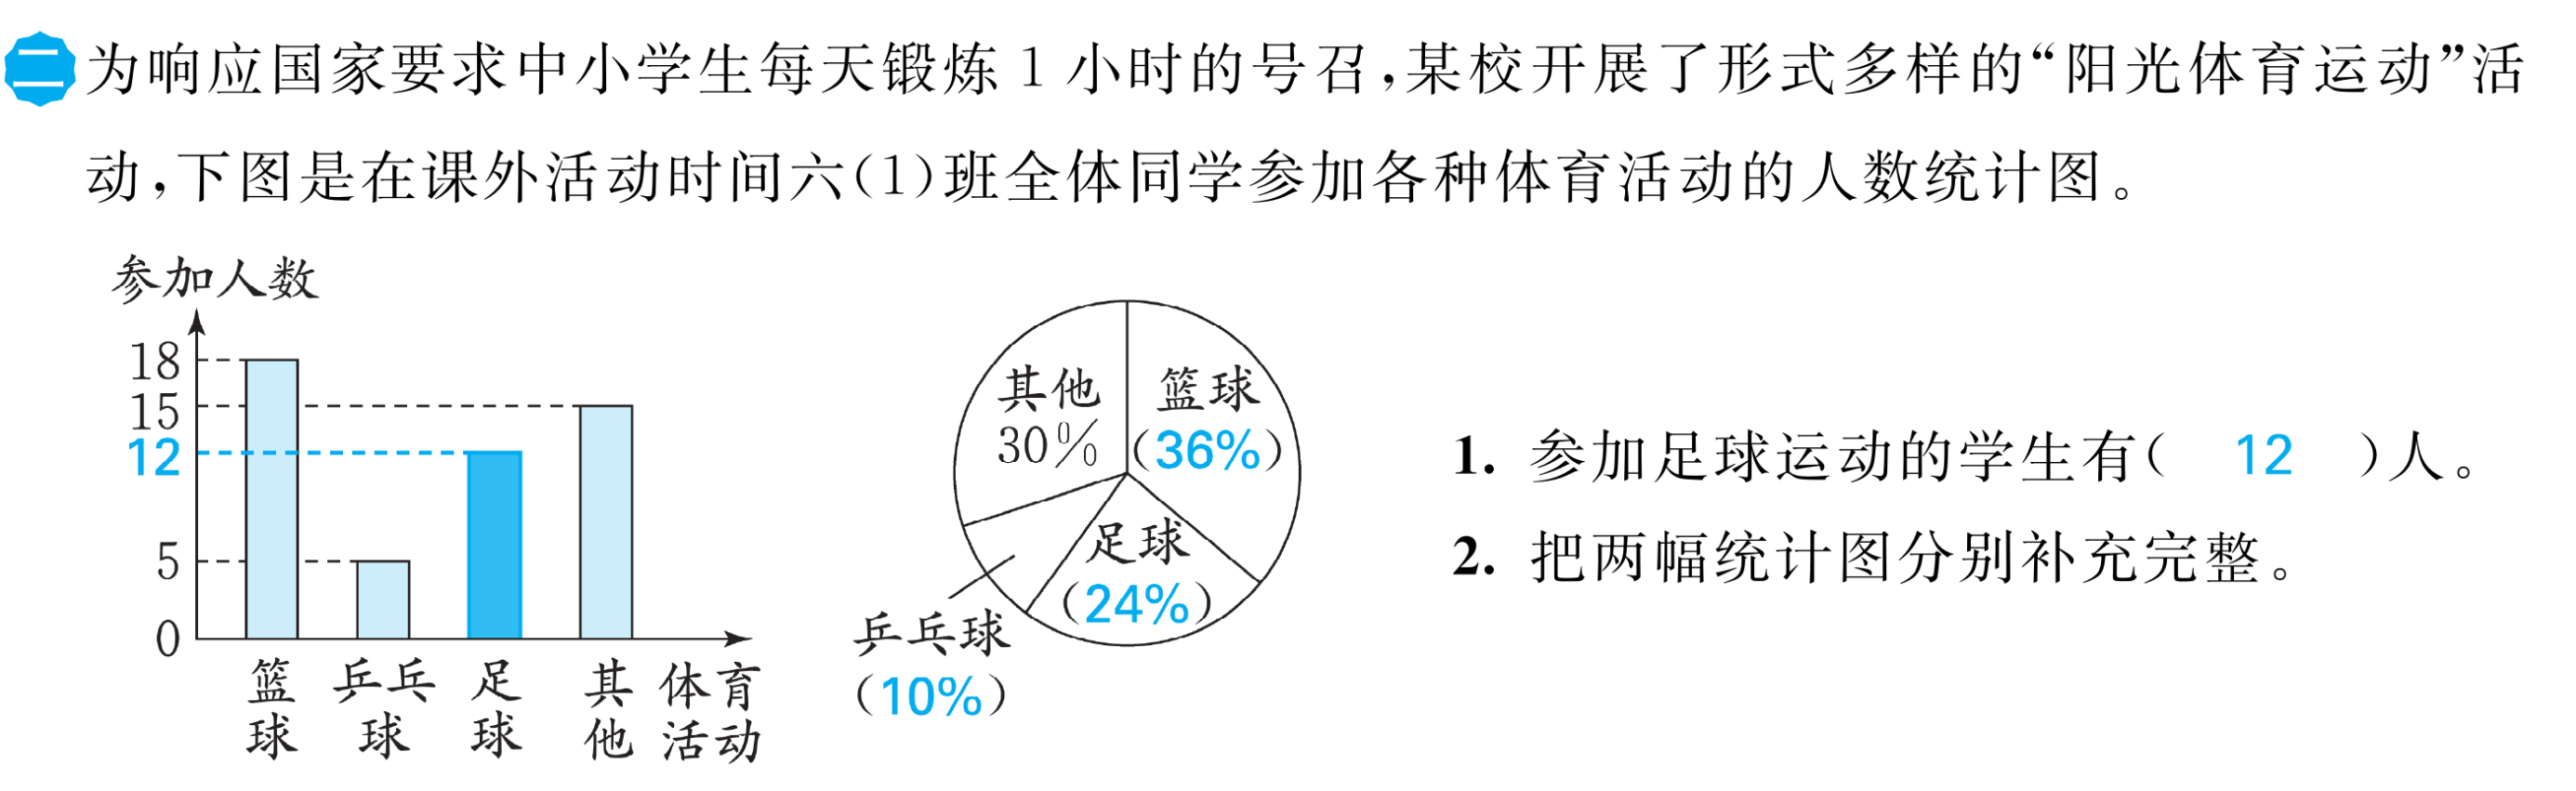 二 为响应国家要求中小学生每天锻炼1小时的号召,某校开展了形式多样的“阳光体育运动”活
动,下图是在课外活动时间六(1)班全体同学参加各种体育活动的人数统计图。
参加人数
18
15
12
5
0
篮球
乒乓球
足球
其他
体育活动
其他
30%
篮球
(36%)
足球
(24%)
乒乓球
(10%)
1. 参加足球运动的学生有( 12 )人。
2. 把两幅统计图分别补充完整。